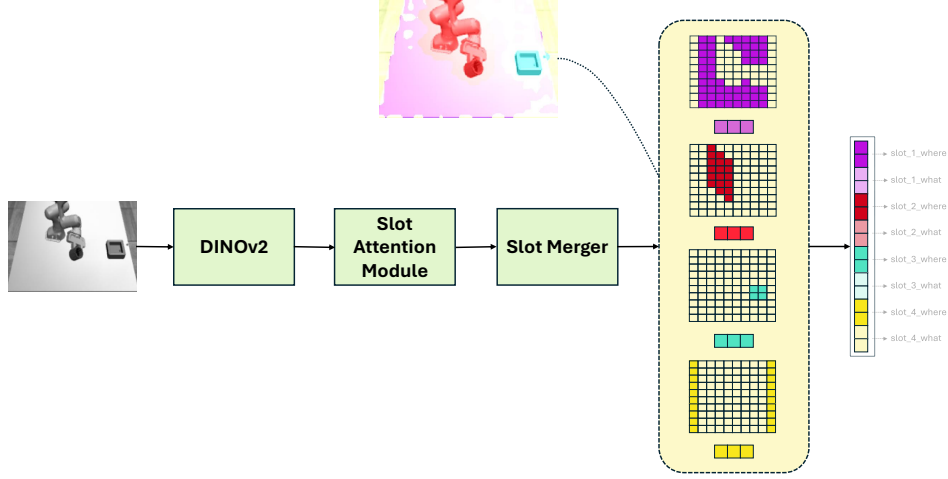 DINOv2
Slot
Attention
Module
Slot Merger
slot_1_where
slot_1_what
slot_2_where
slot_2_what
slot_3_where
slot_3_what
slot_4_where
slot_4_what